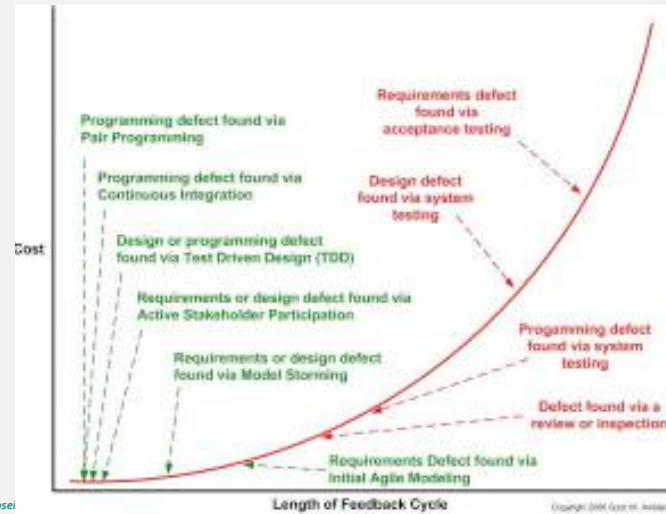 Requirements defect
found via
acceptance testing
Programming defect found via
Pair Programming
Programming defect found via
Continuous Integration
Design defect
found via system
testing
Cost
Design or programming defect
found via Test Driven Design (TDD)
Requirements or design defect found via
Active Stakeholder Participation
Requirements or design defect
found via Model Storming
Progamming defect
found via system
testing
Defect found via a
review or inspection
Requirements Defect found via
Initial Agile Modeling
Length of Feedback Cycle
Copyright 2006 Scott W.